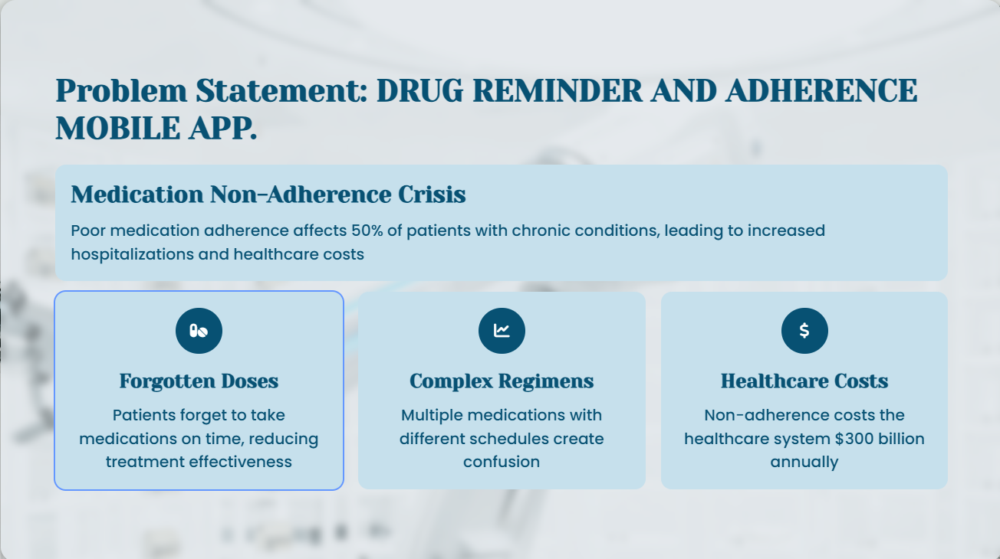 Problem Statement: DRUG REMINDER AND ADHERENCE
MOBILE APP.
Medication Non-Adherence Crisis
Poor medication adherence affects 50% of patients with chronic conditions, leading to increased
hospitalizations and healthcare costs
Forgotten Doses
Patients forget to take
medications on time, reducing
treatment effectiveness
Complex Regimens
Multiple medications with
different schedules create
confusion
$
Healthcare Costs
Non-adherence costs the
healthcare system $300 billion
annually